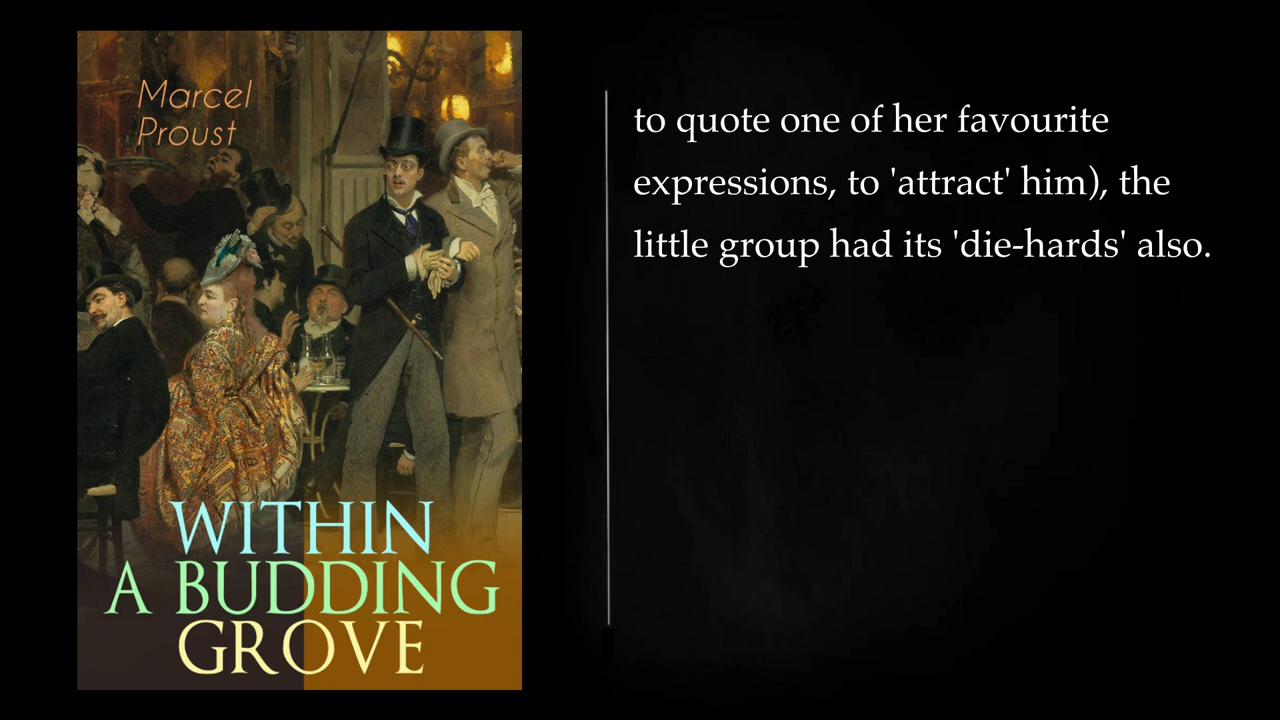 Marcel
Proust
WITHIN
A BUDDING
GROVE
to quote one of her favourite
expressions, to 'attract' him), the
little group had its 'die-hards' also.